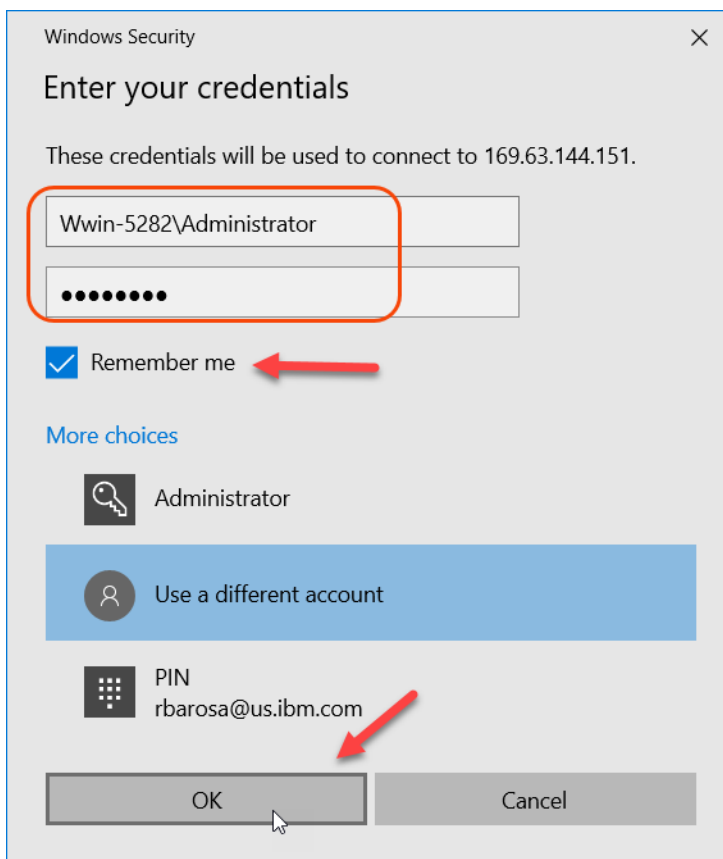 Windows Security
Enter your credentials
These credentials will be used to connect to 169.63.144.151.
Wwin-5282\Administrator
●●●●●●●●
Remember me
More choices
Administrator
Use a different account
PIN
rbarosa@us.ibm.com
OK
Cancel